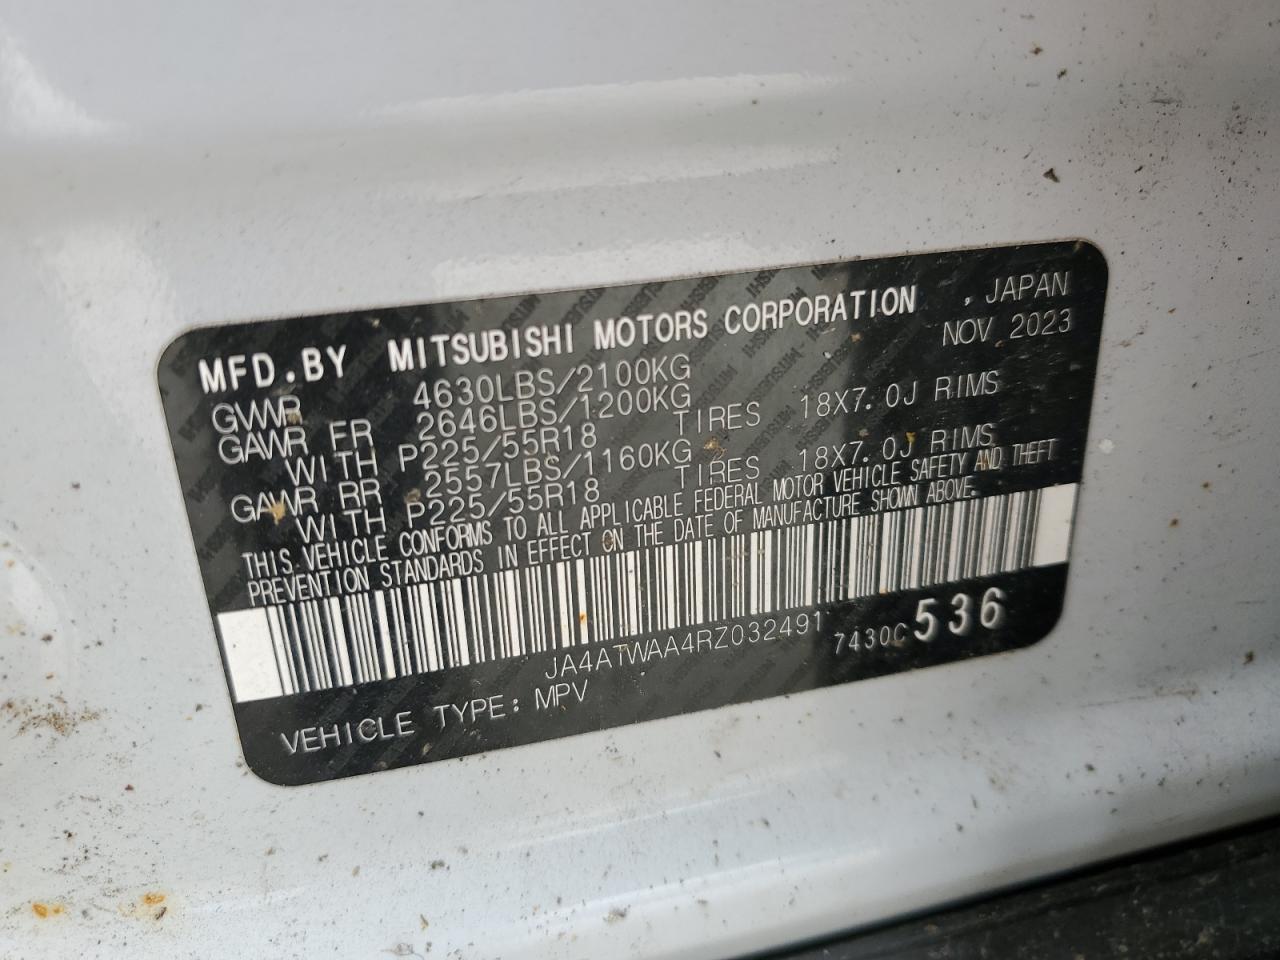 MFD.BY MITSUBISHI MOTORS CORPORATION , JAPAN
GVWR 4630LBS/2100KG NOV 2023
GAWR FR 2646LBS/1200KG
WITH P225/55R18 TIRES 18X7.0J RIMS
GAWR RR 2557LBS/1160KG
WITH P225/55R18 TIRES 18X7.0J RIMS
THIS VEHICLE CONFORMS TO ALL APPLICABLE FEDERAL MOTOR VEHICLE SAFETY AND THEFT
PREVENTION STANDARDS IN EFFECT ON THE DATE OF MANUFACTURE SHOWN ABOVE.
JA4ATWAA4RZ032491 7430C 536
VEHICLE TYPE: MPV